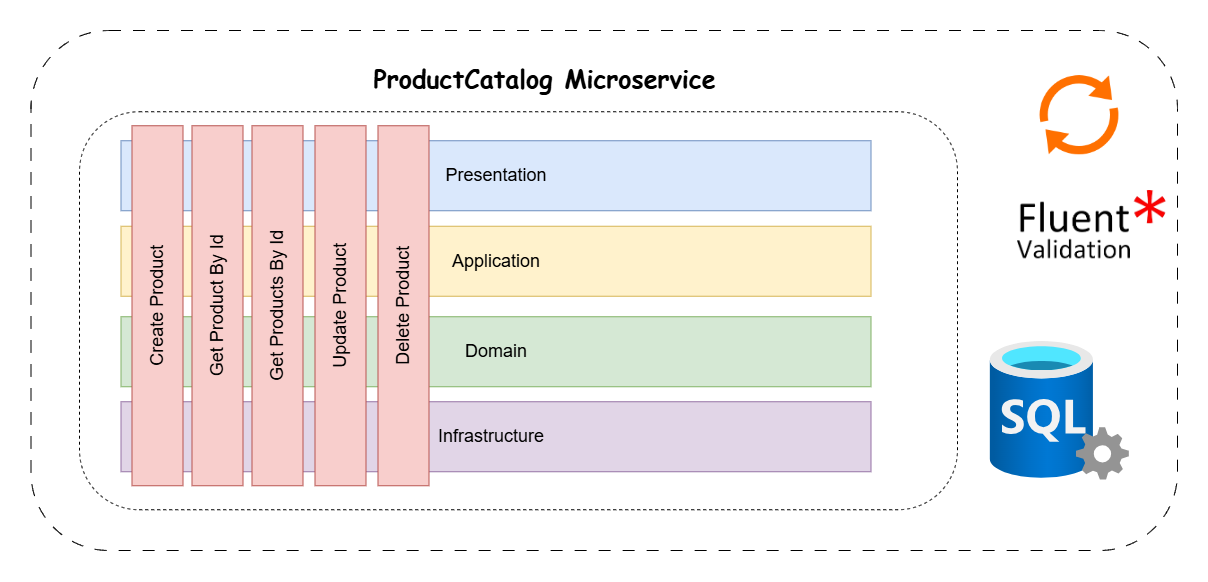 ProductCatalog Microservice
Create Product
Get Product By Id
Get Products By Id
Update Product
Delete Product
Presentation
Application
Domain
Infrastructure
Fluent*
Validation
SQL